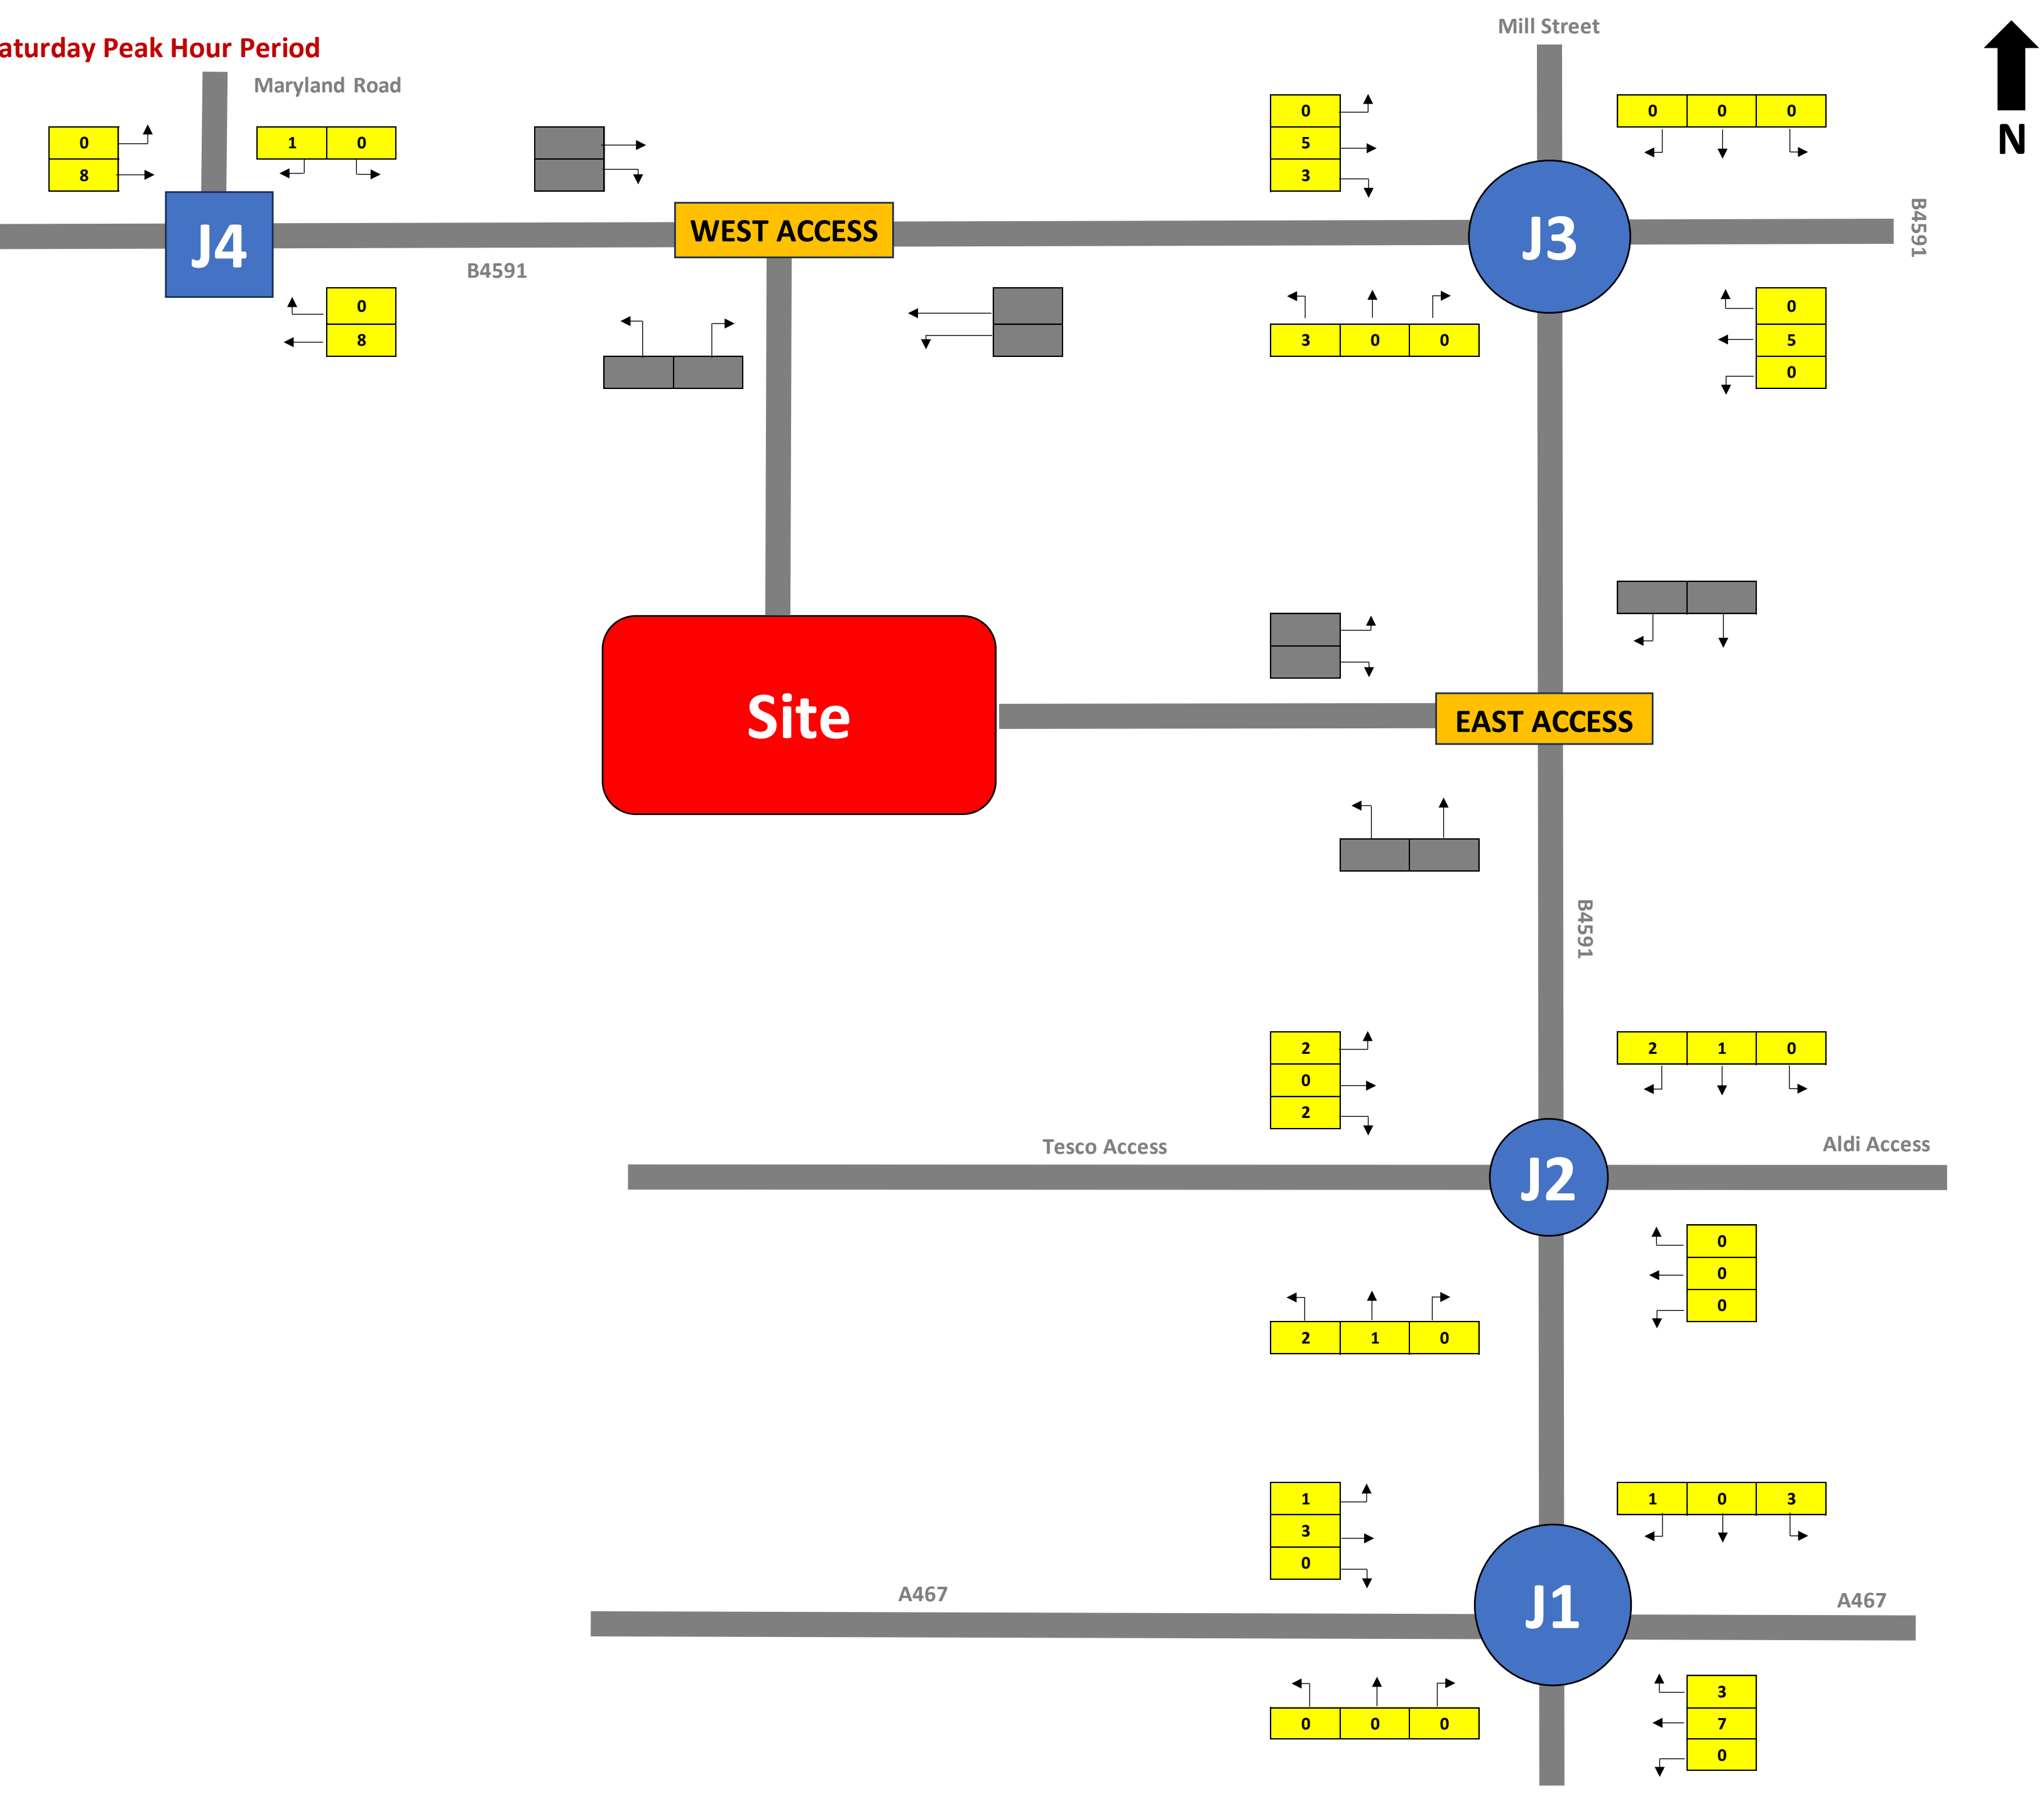 Mill Street
aturday Peak Hour Period
Maryland Road
N
0
8
1 0
0
5
3
0 0 0
J4
WEST ACCESS
J3
B4591
B4591
0
8
3 0 0
0
5
0
Site
EAST ACCESS
B4591
2
0
2
2 1 0
Tesco Access
Aldi Access
J2
0
0
0
2 1 0
1
3
0
1 0 3
A467
A467
J1
0 0 0
3
7
0